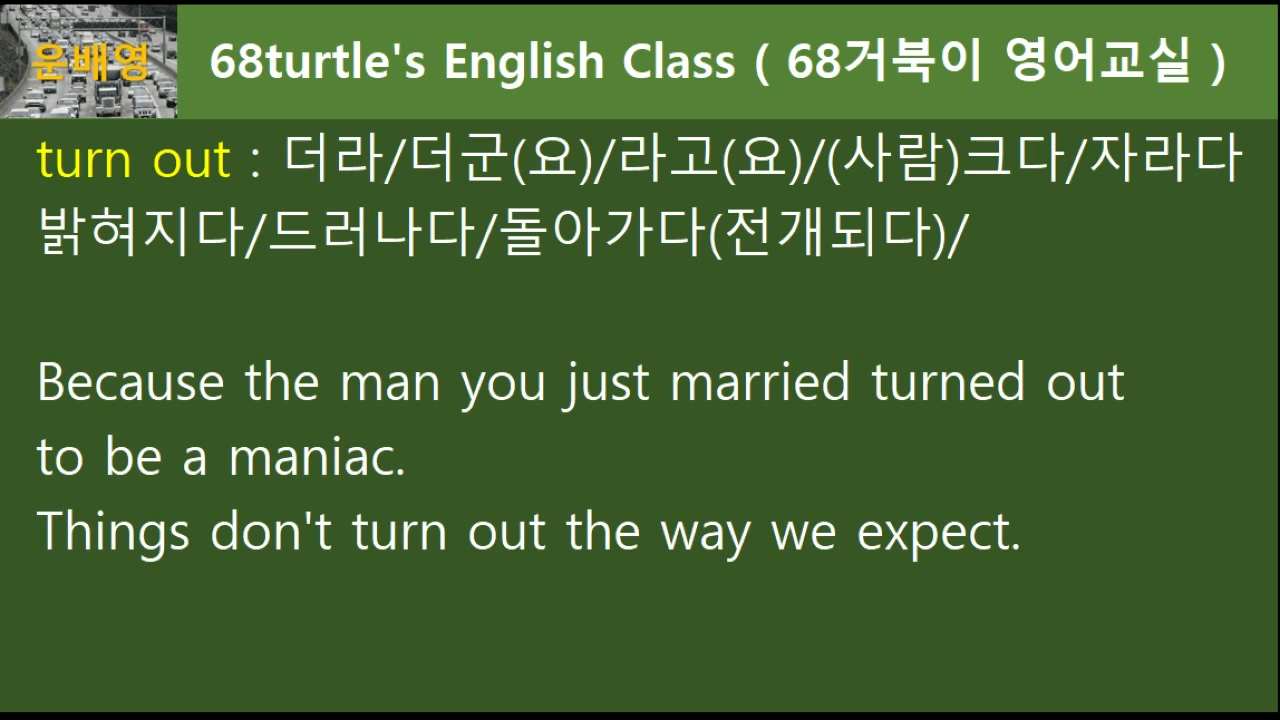 윤배영
68turtle's English Class ( 68거북이 영어교실 )
turn out : 더라/더군(요)/라고(요)/(사람)크다/자라다
밝혀지다/드러나다/돌아가다(전개되다)/
Because the man you just married turned out
to be a maniac.
Things don't turn out the way we expect.